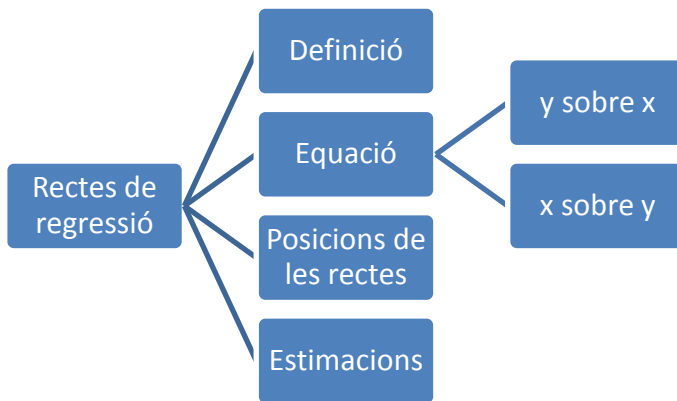 Rectes de
regressió
Definició
Equació
y sobre x
x sobre y
Posicions de
les rectes
Estimacions